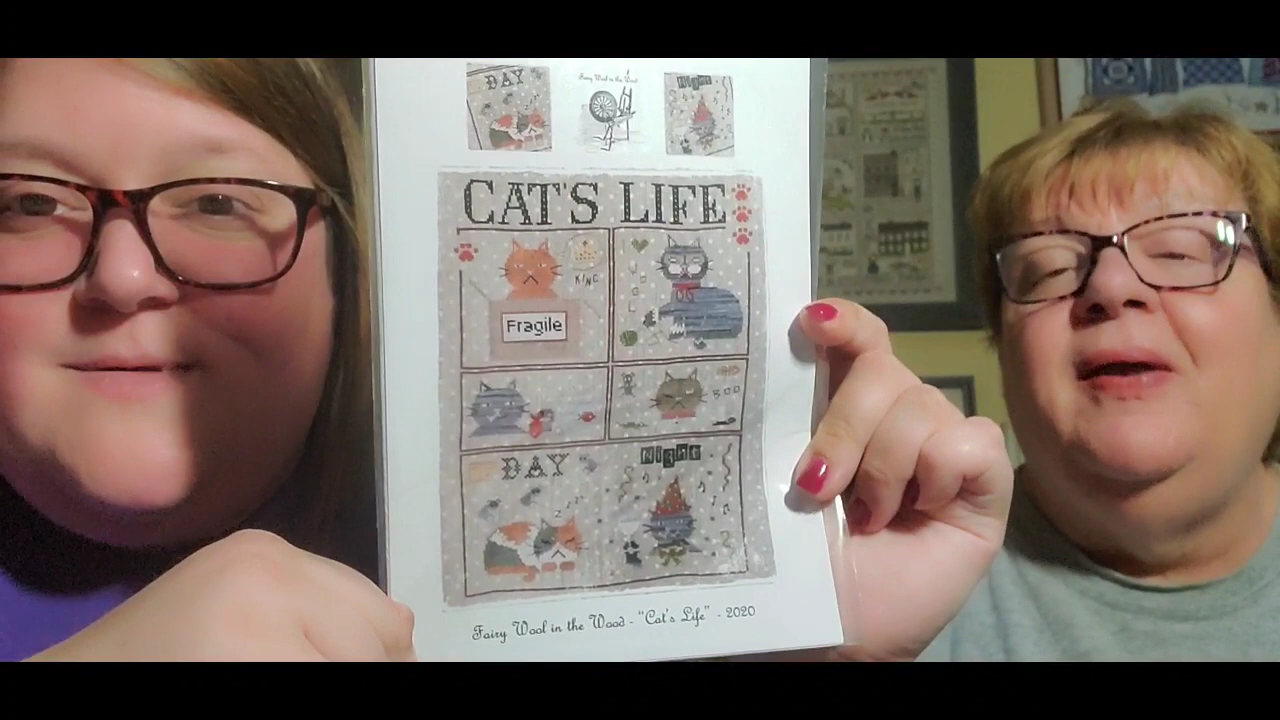 DAY
Fairy Wool in the Wood
Night
CAT'S LIFE
KING
Fragile
BOO
DAY
Night
Fairy Wool in the Wood - "Cat's Life" - 2020